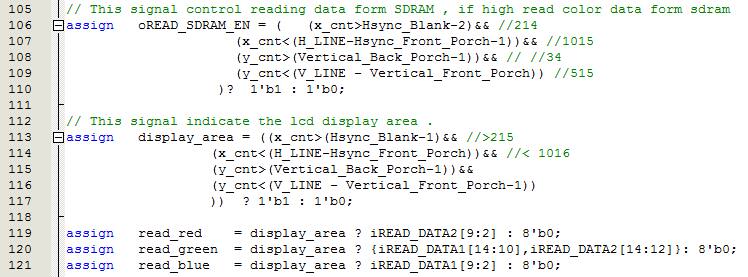 105 // This signal control reading data form SDRAM , if high read color data form sdram
106 assign oREAD_SDRAM_EN = ( (x_cnt>Hsync_Blank-2)&& //214
107 (x_cnt<(H_LINE-Hsync_Front_Porch-1))&& //1015
108 (y_cnt>(Vertical_Back_Porch-1))&& // //34
109 (y_cnt<(V_LINE - Vertical_Front_Porch)) //515
110 )? 1'b1 : 1'b0;
111
112 // This signal indicate the lcd display area .
113 assign display_area = ((x_cnt>(Hsync_Blank-1)&& //>215
114 (x_cnt<(H_LINE-Hsync_Front_Porch))&& //< 1016
115 (y_cnt>(Vertical_Back_Porch-1))&&
116 (y_cnt<(V_LINE - Vertical_Front_Porch-1))
117 )) ? 1'b1 : 1'b0;
118
119 assign read_red = display_area ? iREAD_DATA2[9:2] : 8'b0;
120 assign read_green = display_area ? {iREAD_DATA1[14:10],iREAD_DATA2[14:12]}: 8'b0;
121 assign read_blue = display_area ? iREAD_DATA1[9:2] : 8'b0;